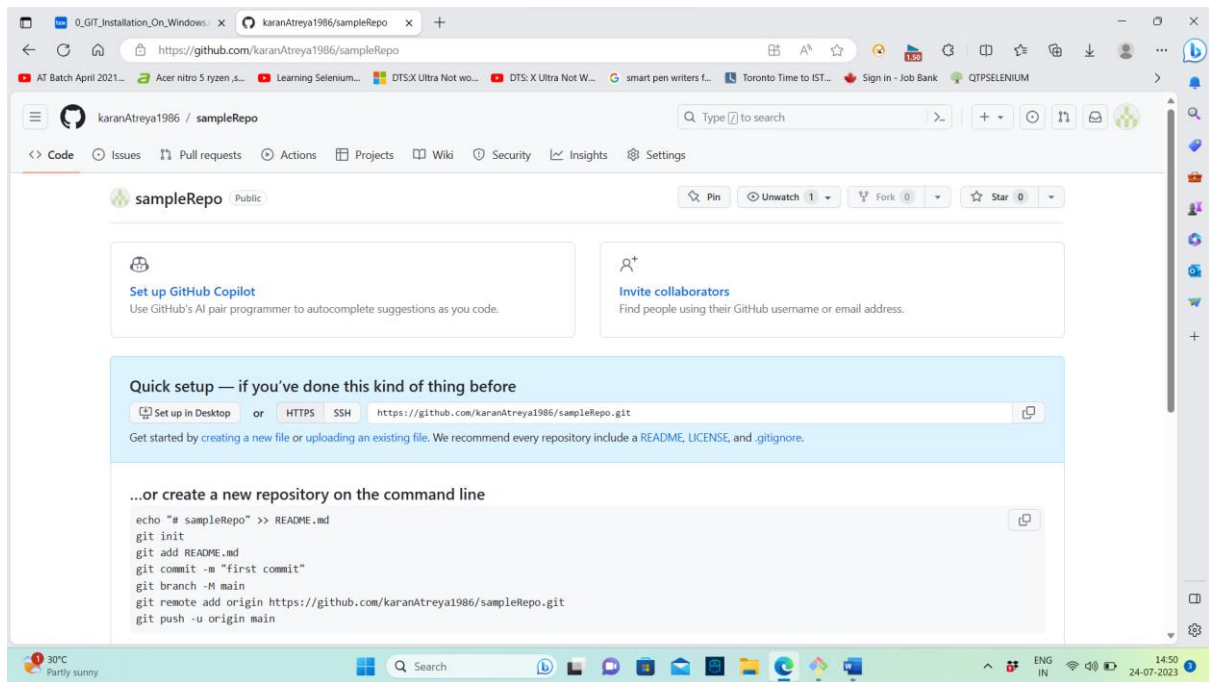 0_GIT_Installation_On_Windows.
karanAtreya1986/sampleRepo
https://github.com/karanAtreya1986/sampleRepo
1.50
AT Batch April 2021...
Acer nitro 5 ryzen ,s...
Learning Selenium...
DTS:X Ultra Not wo...
DTS: X Ultra Not W...
smart pen writers f...
Toronto Time to IST...
Sign in - Job Bank
QTPSELENIUM
karanAtreya1986 / sampleRepo
Type / to search
<> Code
Issues
Pull requests
Actions
Projects
Wiki
Security
Insights
Settings
sampleRepo Public
Pin
Unwatch 1
Fork 0
Star 0
Set up GitHub Copilot
Use GitHub's AI pair programmer to autocomplete suggestions as you code.
Invite collaborators
Find people using their GitHub username or email address.
Quick setup — if you've done this kind of thing before
Set up in Desktop or HTTPS SSH https://github.com/karanAtreya1986/sampleRepo.git
Get started by creating a new file or uploading an existing file. We recommend every repository include a README, LICENSE, and .gitignore.
...or create a new repository on the command line
echo "# sampleRepo" >> README.md
git init
git add README.md
git commit -m "first commit"
git branch -M main
git remote add origin https://github.com/karanAtreya1986/sampleRepo.git
git push -u origin main
1
30°C
Partly sunny
Search
ENG
IN
14:50
24-07-2023
3